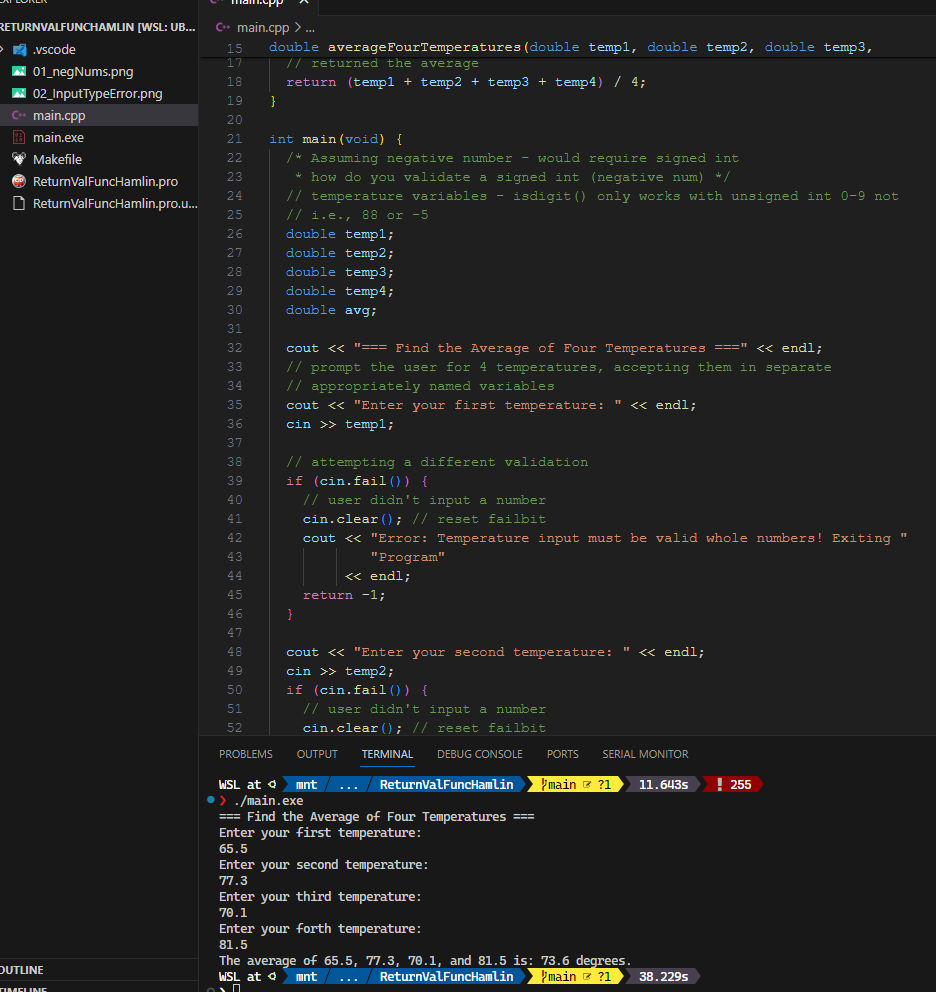 EXPLORER
main.cpp
RETURNVALFUNCHAMLIN [WSL: UB...
.vscode
01_negNums.png
02_InputTypeError.png
main.cpp
main.exe
Makefile
ReturnValFuncHamlin.pro
ReturnValFuncHamlin.pro.u...
OUTLINE
TIMELINE
main.cpp > ...
15 double averageFourTemperatures(double temp1, double temp2, double temp3,
17 // returned the average
18 return (temp1 + temp2 + temp3 + temp4) / 4;
19 }
20
21 int main(void) {
22 /* Assuming negative number - would require signed int
23 * how do you validate a signed int (negative num) */
24 // temperature variables - isdigit() only works with unsigned int 0-9 not
25 // i.e., 88 or -5
26 double temp1;
27 double temp2;
28 double temp3;
29 double temp4;
30 double avg;
31
32 cout << "=== Find the Average of Four Temperatures ===" << endl;
33 // prompt the user for 4 temperatures, accepting them in separate
34 // appropriately named variables
35 cout << "Enter your first temperature: " << endl;
36 cin >> temp1;
37
38 // attempting a different validation
39 if (cin.fail()) {
40 // user didn't input a number
41 cin.clear(); // reset failbit
42 cout << "Error: Temperature input must be valid whole numbers! Exiting "
43 "Program"
44 << endl;
45 return -1;
46 }
47
48 cout << "Enter your second temperature: " << endl;
49 cin >> temp2;
50 if (cin.fail()) {
51 // user didn't input a number
52 cin.clear(); // reset failbit
PROBLEMS OUTPUT TERMINAL DEBUG CONSOLE PORTS SERIAL MONITOR
WSL at mnt ... ReturnValFuncHamlin main ?1 11.643s ! 255
❯ ./main.exe
=== Find the Average of Four Temperatures ===
Enter your first temperature:
65.5
Enter your second temperature:
77.3
Enter your third temperature:
70.1
Enter your forth temperature:
81.5
The average of 65.5, 77.3, 70.1, and 81.5 is: 73.6 degrees.
WSL at mnt ... ReturnValFuncHamlin main ?1 38.229s